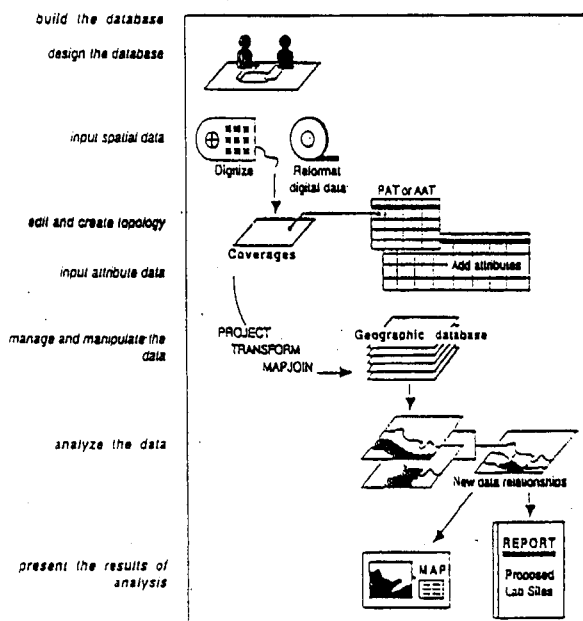 build the database
design the database
input spatial data
Digitize
Reformat
digital data
PAT or AAT
edit and create topology
Coverages
Add attributes
input attribute data
PROJECT
TRANSFORM
MAPJOIN
manage and manipulate the
data
Geographic database
analyze the data
New data relationships
present the results of
analysis
MAP
REPORT
Proposed
Lab Sites